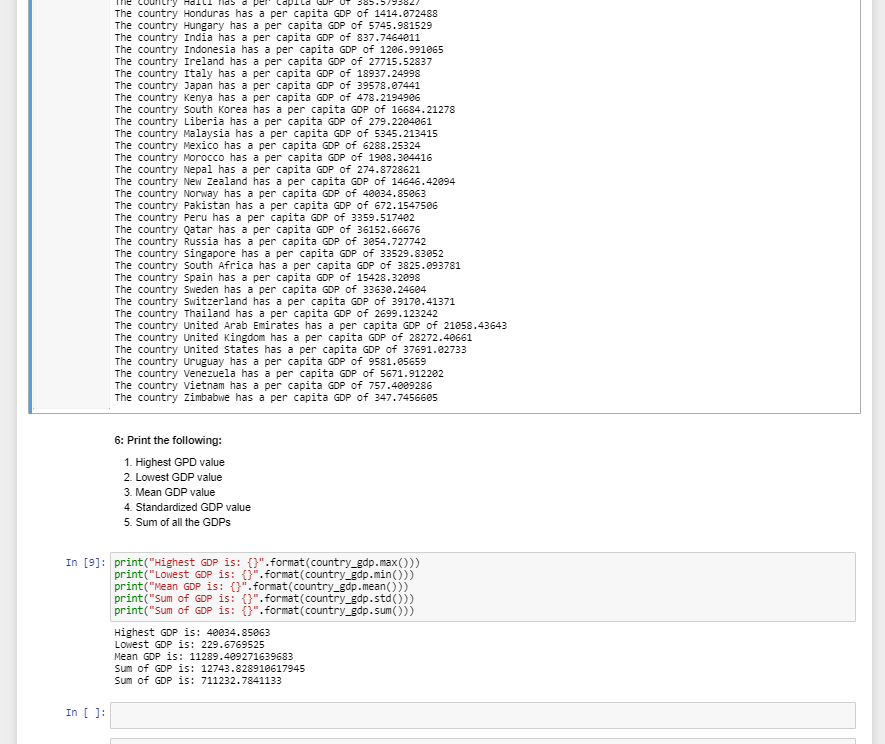 The country Haiti has a per capita GDP of 385.5793827
The country Honduras has a per capita GDP of 1414.072488
The country Hungary has a per capita GDP of 5745.981529
The country India has a per capita GDP of 837.7464011
The country Indonesia has a per capita GDP of 1206.991065
The country Ireland has a per capita GDP of 27715.52837
The country Italy has a per capita GDP of 18937.24998
The country Japan has a per capita GDP of 39578.07441
The country Kenya has a per capita GDP of 478.2194906
The country South Korea has a per capita GDP of 16684.21278
The country Liberia has a per capita GDP of 279.2204061
The country Malaysia has a per capita GDP of 5345.213415
The country Mexico has a per capita GDP of 6288.25324
The country Morocco has a per capita GDP of 1908.304416
The country Nepal has a per capita GDP of 274.8728621
The country New Zealand has a per capita GDP of 14646.42094
The country Norway has a per capita GDP of 40034.85063
The country Pakistan has a per capita GDP of 672.1547506
The country Peru has a per capita GDP of 3359.517402
The country Qatar has a per capita GDP of 36152.66676
The country Russia has a per capita GDP of 3054.727742
The country Singapore has a per capita GDP of 33529.83052
The country South Africa has a per capita GDP of 3825.093781
The country Spain has a per capita GDP of 15428.32098
The country Sweden has a per capita GDP of 33630.24604
The country Switzerland has a per capita GDP of 39170.41371
The country Thailand has a per capita GDP of 2699.123242
The country United Arab Emirates has a per capita GDP of 21058.43643
The country United Kingdom has a per capita GDP of 28272.40661
The country United States has a per capita GDP of 37691.02733
The country Uruguay has a per capita GDP of 9581.05659
The country Venezuela has a per capita GDP of 5671.912202
The country Vietnam has a per capita GDP of 757.4009286
The country Zimbabwe has a per capita GDP of 347.7456605
6: Print the following:
1. Highest GPD value
2. Lowest GDP value
3. Mean GDP value
4. Standardized GDP value
5. Sum of all the GDPs
In [9]: print("Highest GDP is: {}".format(country_gdp.max()))
print("Lowest GDP is: {}".format(country_gdp.min()))
print("Mean GDP is: {}".format(country_gdp.mean()))
print("Sum of GDP is: {}".format(country_gdp.std()))
print("Sum of GDP is: {}".format(country_gdp.sum()))
Highest GDP is: 40034.85063
Lowest GDP is: 229.6769525
Mean GDP is: 11289.409271639683
Sum of GDP is: 12743.828910617945
Sum of GDP is: 711232.7841133
In [ ]: